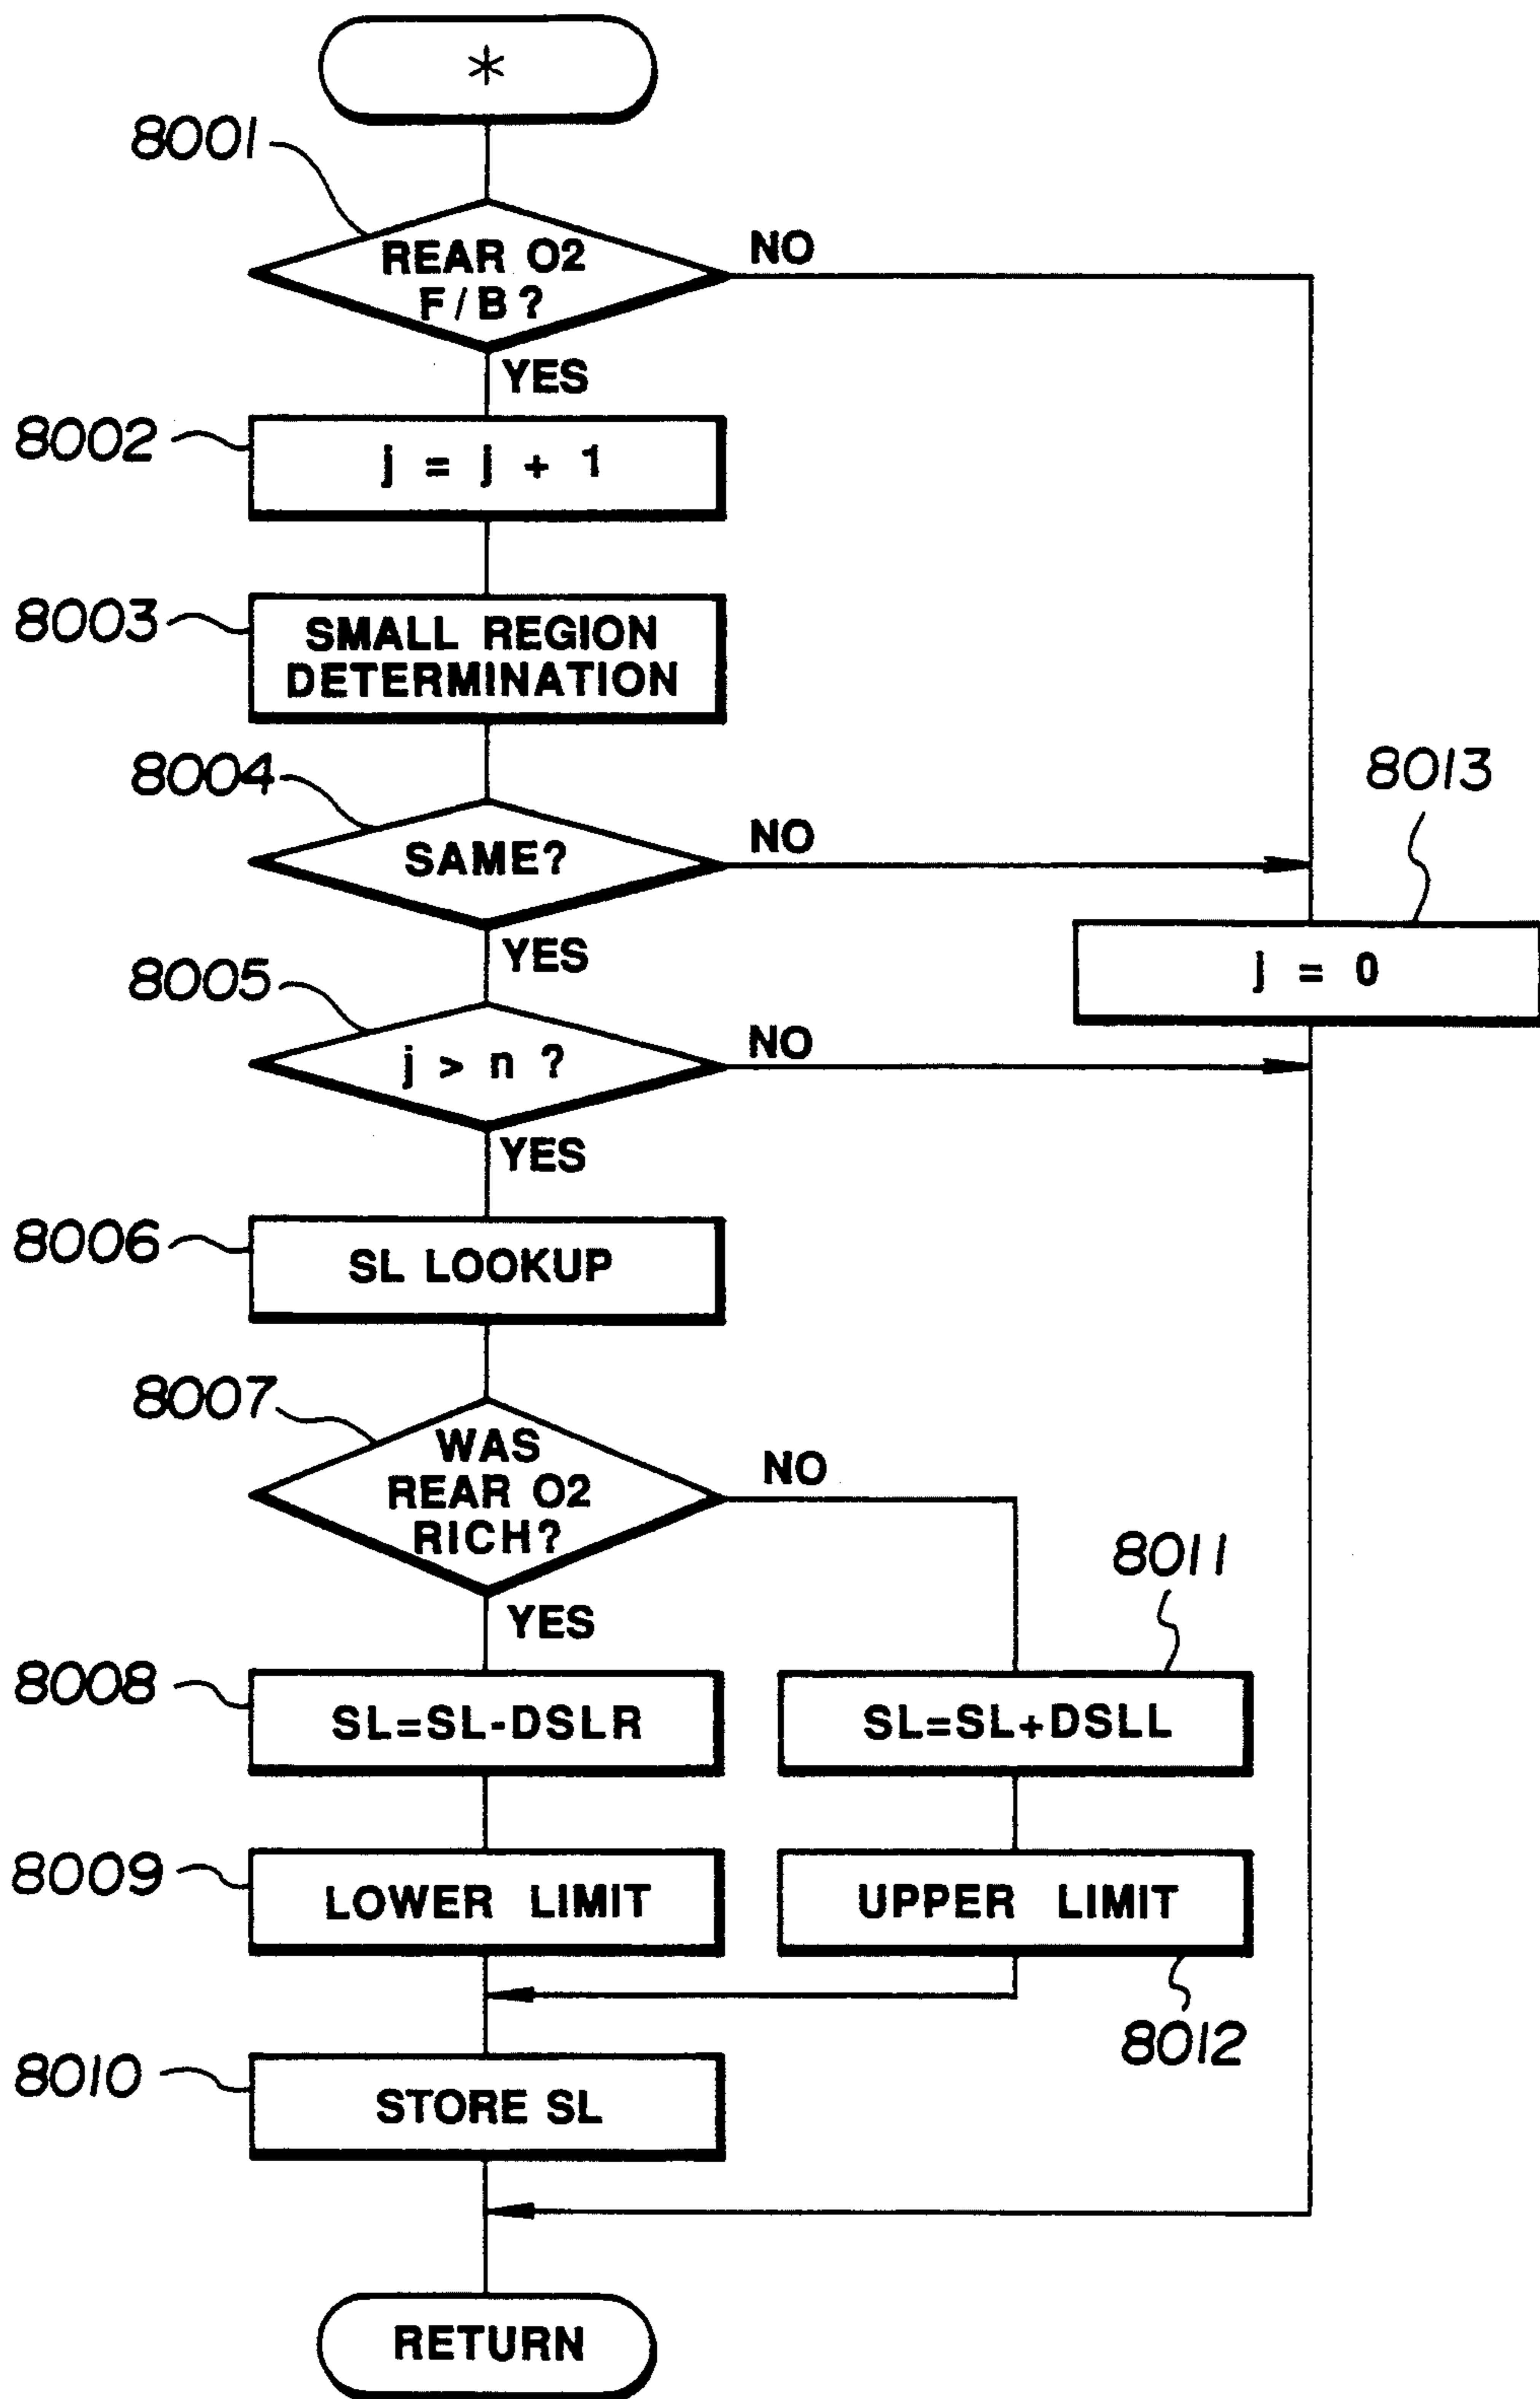 *
8001
REAR O2
F/B?
NO
YES
8002
j = j + 1
8003
SMALL REGION
DETERMINATION
8004
SAME?
NO
YES
8013
j = 0
8005
j > n ?
NO
YES
8006
SL LOOKUP
8007
WAS
REAR O2
RICH?
NO
YES
8008
SL=SL-DSLR
8011
SL=SL+DSLL
8009
LOWER LIMIT
UPPER LIMIT
8012
8010
STORE SL
RETURN